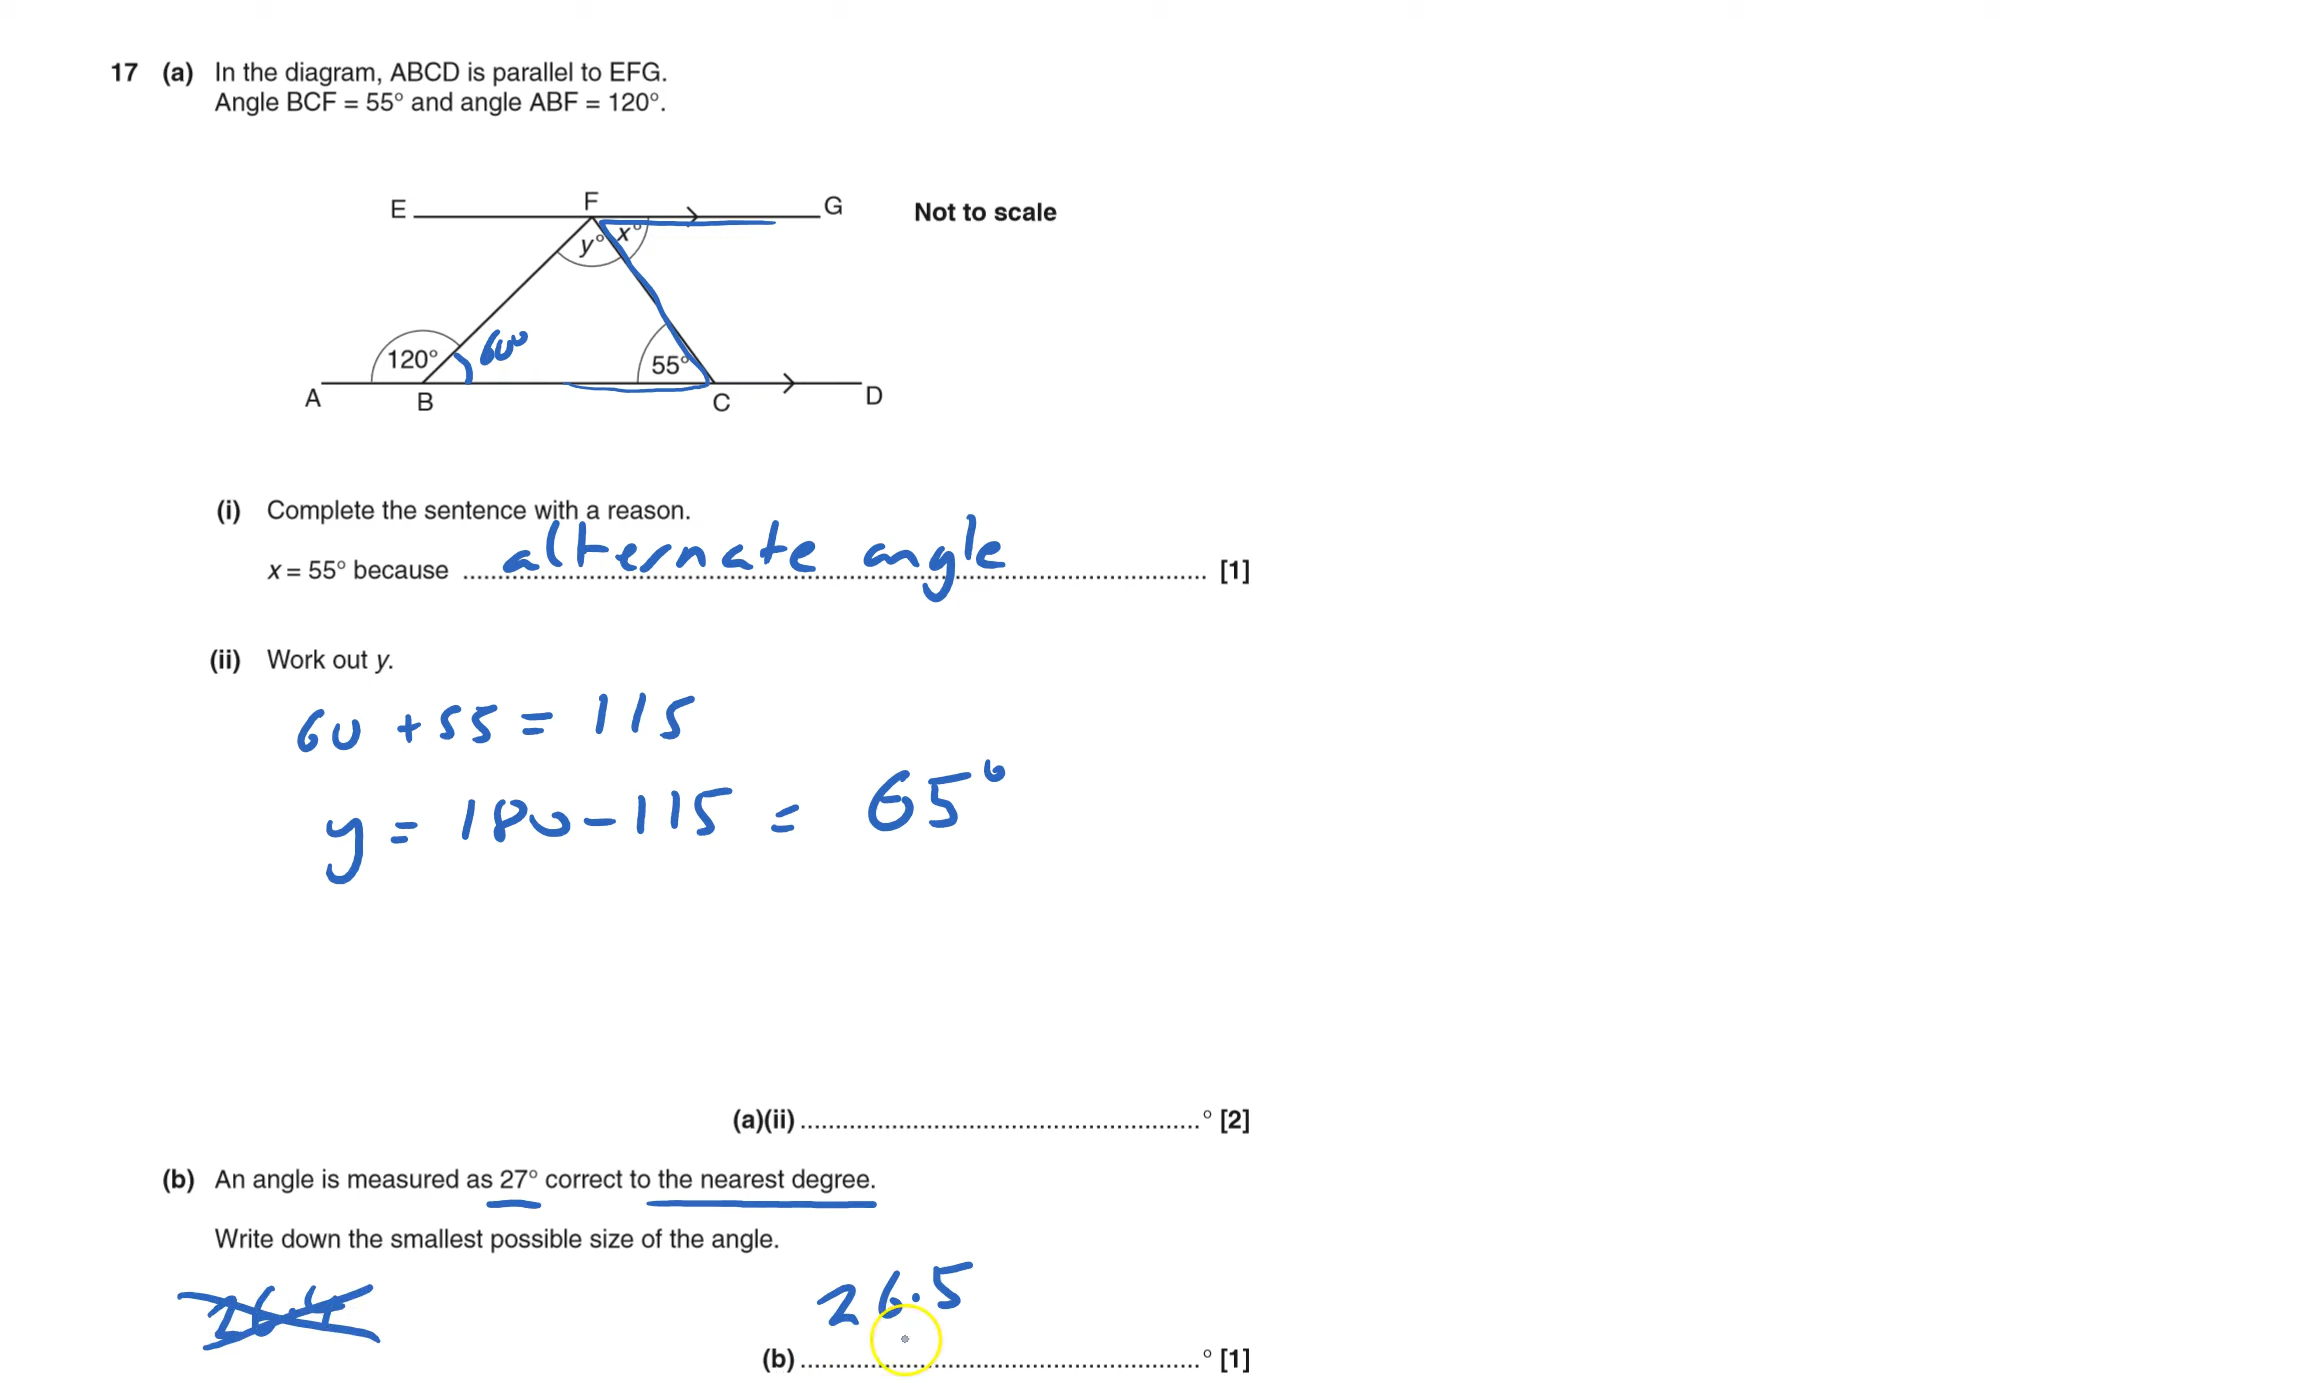 17 (a) In the diagram, ABCD is parallel to EFG.
Angle BCF = 55° and angle ABF = 120°.
E F G Not to scale
y° x°
120° 60° 55°
A B C D
(i) Complete the sentence with a reason.
x = 55° because alternate angle [1]
(ii) Work out y.
60 + 55 = 115
y = 180 - 115 = 65°
(a)(ii) ........................................................ ° [2]
(b) An angle is measured as 27° correct to the nearest degree.
Write down the smallest possible size of the angle.
26.4 26.5
(b) ........................................................ ° [1]